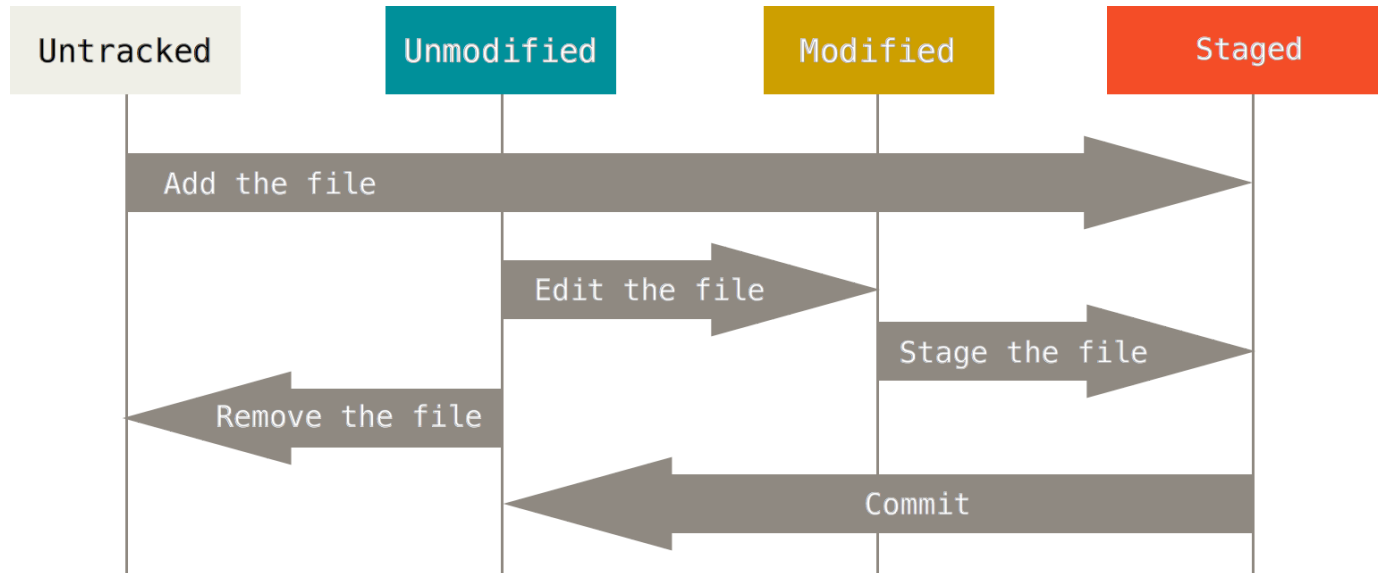 Untracked
Unmodified
Modified
Staged
Add the file
Edit the file
Stage the file
Remove the file
Commit